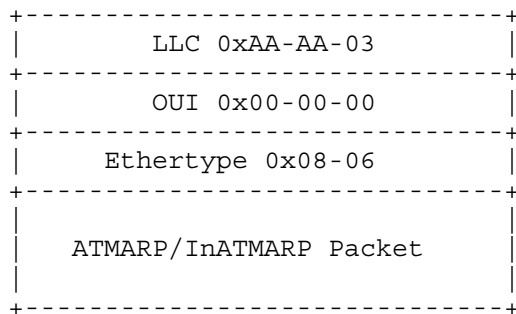 LLC 0xAA-AA-03
OUI 0x00-00-00
Ethertype 0x08-06
ATMARP/InATMARP Packet